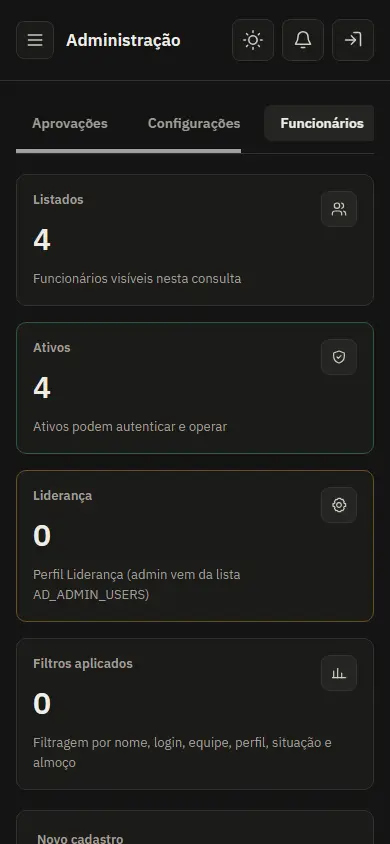 Administração
Aprovações
Configurações
Funcionários
Listados
4
Funcionários visíveis nesta consulta
Ativos
4
Ativos podem autenticar e operar
Liderança
0
Perfil Liderança (admin vem da lista
AD_ADMIN_USERS)
Filtros aplicados
0
Filtragem por nome, login, equipe, perfil, situação e
almoço
Novo cadastro